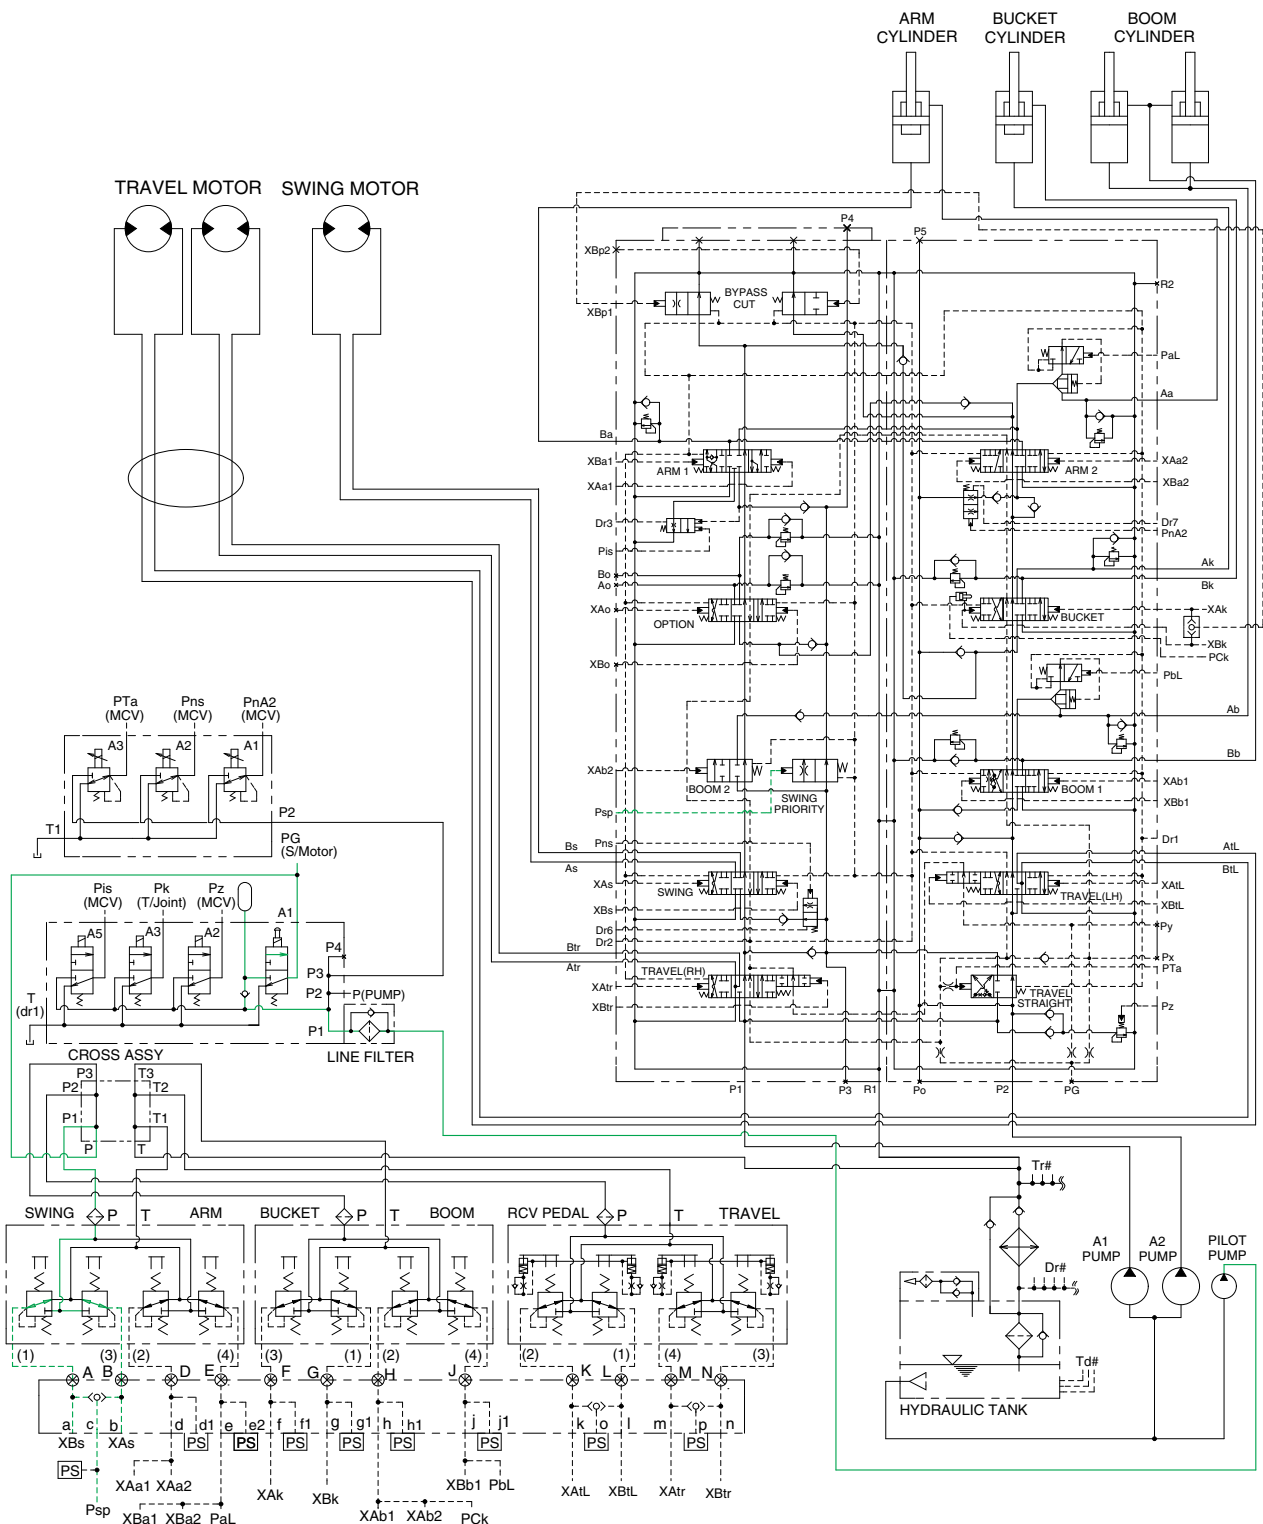 ARM
CYLINDER
BUCKET
CYLINDER
BOOM
CYLINDER
TRAVEL MOTOR
SWING MOTOR
P4
P5
XBp2
R2
BYPASS
CUT
XBp1
PaL
Aa
Ba
XBa1
ARM 1
ARM 2
XAa2
XAa1
XBa2
Dr3
Dr7
PnA2
Pis
Ak
Bo
Ao
Bk
XAo
OPTION
BUCKET
XAk
XBk
XBo
PCk
PbL
PTa
(MCV)
Pns
(MCV)
PnA2
(MCV)
Ab
A3
A2
A1
Bb
XAb2
XAb1
BOOM 2
SWING
PRIORITY
BOOM 1
XBb1
Psp
P2
T1
PG
(S/Motor)
Pns
Dr1
Bs
AtL
As
BtL
XAs
SWING
TRAVEL(LH)
XAtL
Pis
(MCV)
Pk
(T/Joint)
Pz
(MCV)
XBs
XBtL
A1
Dr6
Py
A5
A3
A2
Dr2
P4
Btr
Px
Atr
TRAVEL(RH)
PTa
P3
XAtr
TRAVEL
STRAIGHT
P2
P(PUMP)
XBtr
Pz
T
(dr1)
P1
LINE FILTER
CROSS ASSY
P3
T3
P2
T2
P1
P3
R1
Po
P2
PG
P1
T1
P
T
Tr#
SWING
P
T
ARM
BUCKET
P
T
BOOM
RCV PEDAL
P
T
TRAVEL
A1
PUMP
A2
PUMP
PILOT
PUMP
Dr#
(1)
(3)
(2)
(4)
(3)
(1)
(2)
(4)
(2)
(1)
(4)
(3)
Td#
A
B
D
E
F
G
H
J
K
L
M
N
HYDRAULIC TANK
a
c
b
d
d1
e
e2
f
f1
g
g1
h
h1
j
j1
k
o
l
m
p
n
XBs
XAs
PS
PS
PS
PS
PS
PS
PS
PS
PS
XAa1
XAa2
XAk
XBk
XBb1
PbL
XAtL
XBtL
XAtr
XBtr
Psp
XBa1
XBa2
PaL
XAb1
XAb2
PCk